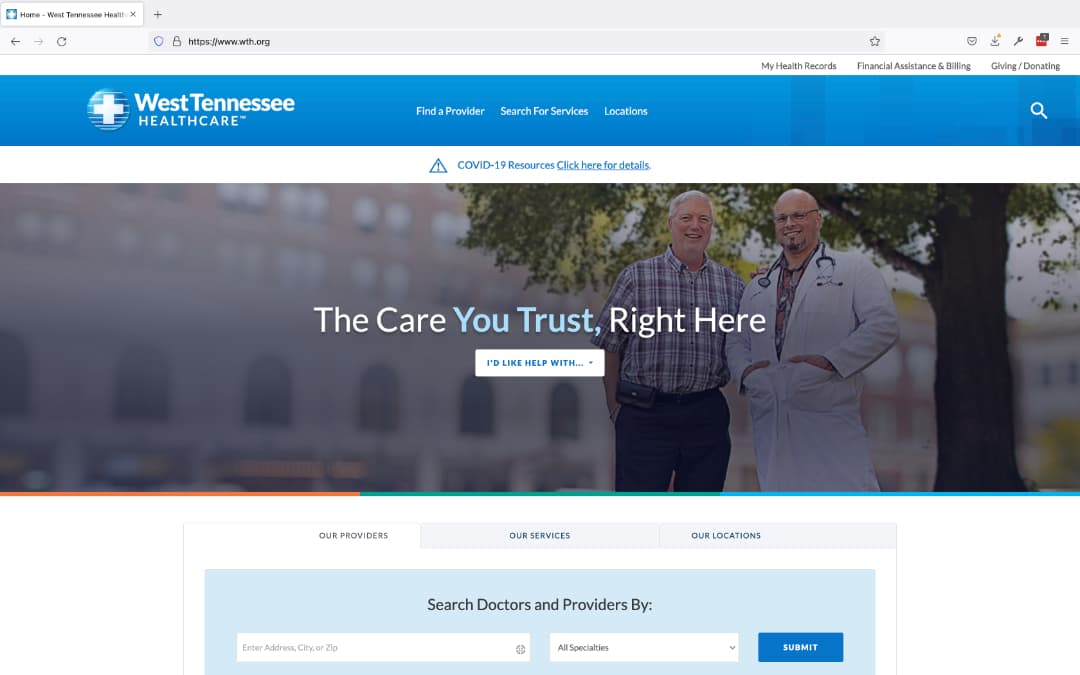 Home - West Tennessee Health
https://www.wth.org
My Health Records Financial Assistance & Billing Giving / Donating
West Tennessee
HEALTHCARE™
Find a Provider Search For Services Locations
COVID-19 Resources Click here for details.
The Care You Trust, Right Here
I'D LIKE HELP WITH...
OUR PROVIDERS OUR SERVICES OUR LOCATIONS
Search Doctors and Providers By:
Enter Address, City, or Zip All Specialties SUBMIT